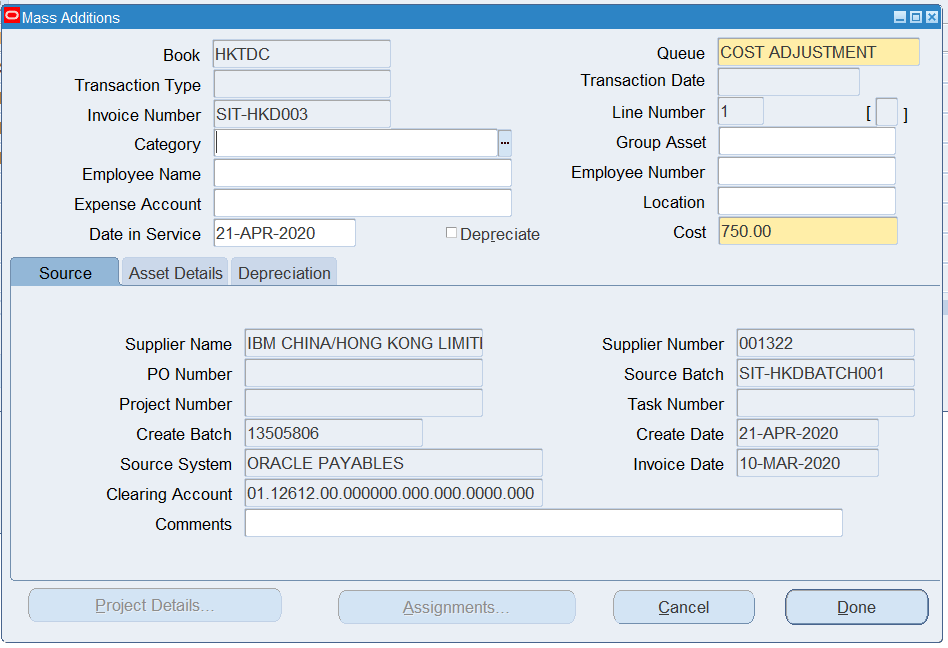 Mass Additions
Book HKTDC Queue COST ADJUSTMENT
Transaction Type Transaction Date
Invoice Number SIT-HKD003 Line Number 1 [ ]
Category ... Group Asset
Employee Name Employee Number
Expense Account Location
Date in Service 21-APR-2020 Depreciate Cost 750.00
Source Asset Details Depreciation
Supplier Name IBM CHINA/HONG KONG LIMITI Supplier Number 001322
PO Number Source Batch SIT-HKDBATCH001
Project Number Task Number
Create Batch 13505806 Create Date 21-APR-2020
Source System ORACLE PAYABLES Invoice Date 10-MAR-2020
Clearing Account 01.12612.00.000000.000.000.0000.000
Comments
Project Details... Assignments... Cancel Done